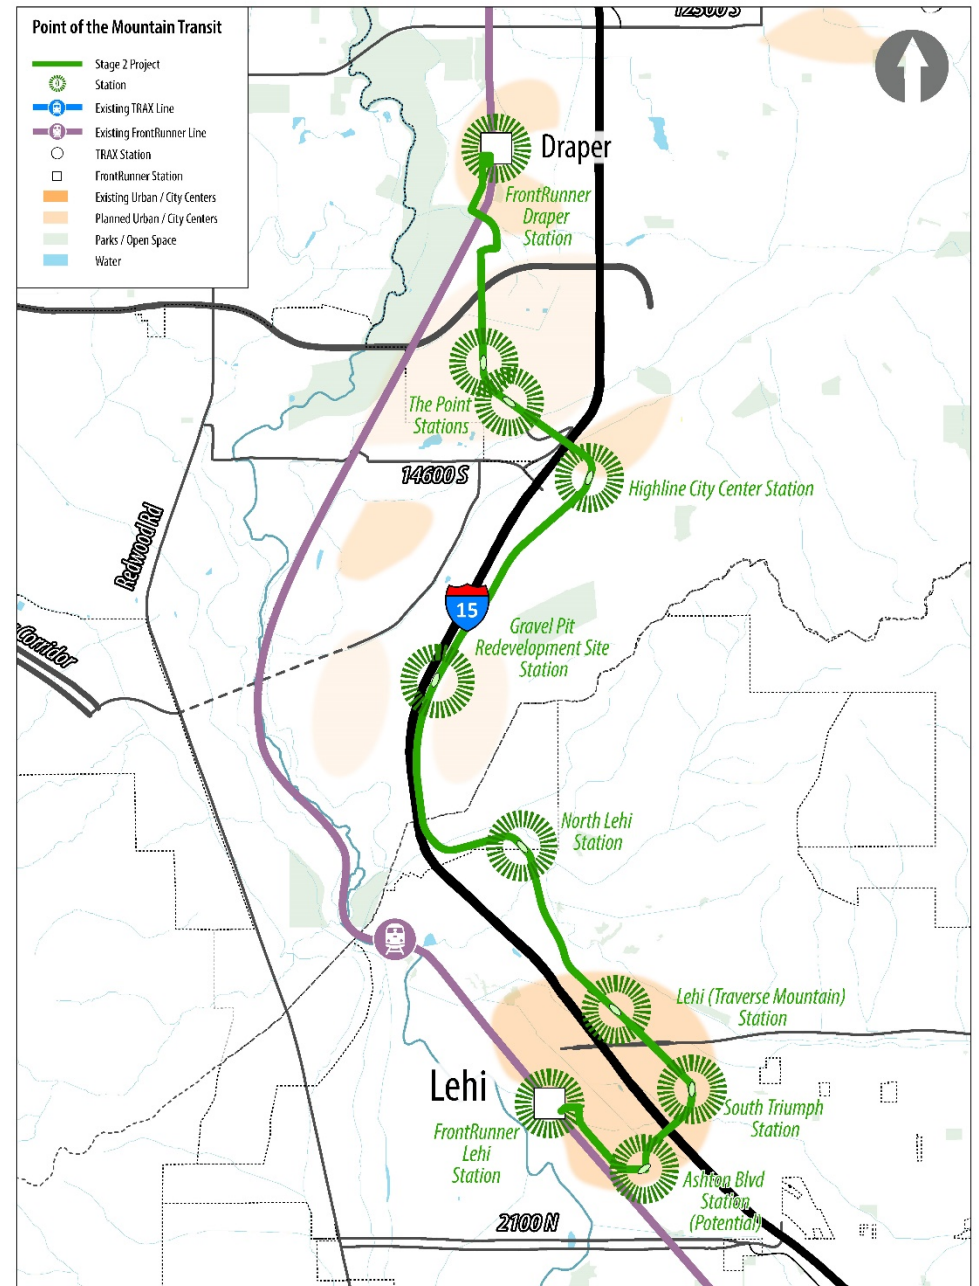 Point of the Mountain Transit
Stage 2 Project
Station
Existing TRAX Line
Existing FrontRunner Line
TRAX Station
FrontRunner Station
Existing Urban / City Centers
Planned Urban / City Centers
Parks / Open Space
Water
12300 S
Draper
FrontRunner
Draper
Station
The Point
Stations
14600 S
Highline City Center Station
Redwood Rd
15
Gravel Pit
Redevelopment Site
Station
Corridor
North Lehi
Station
Lehi (Traverse Mountain)
Station
Lehi
South Triumph
Station
FrontRunner
Lehi
Station
Ashton Blvd
Station
(Potential)
2100 N